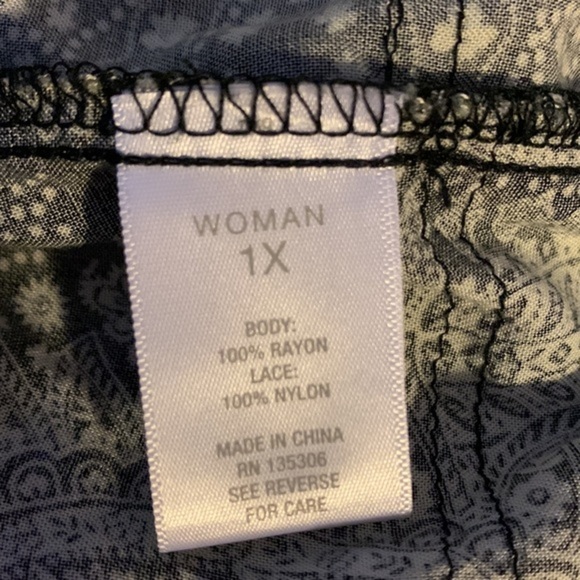 WOMAN
1X
BODY:
100% RAYON
LACE:
100% NYLON
MADE IN CHINA
RN 135306
SEE REVERSE
FOR CARE